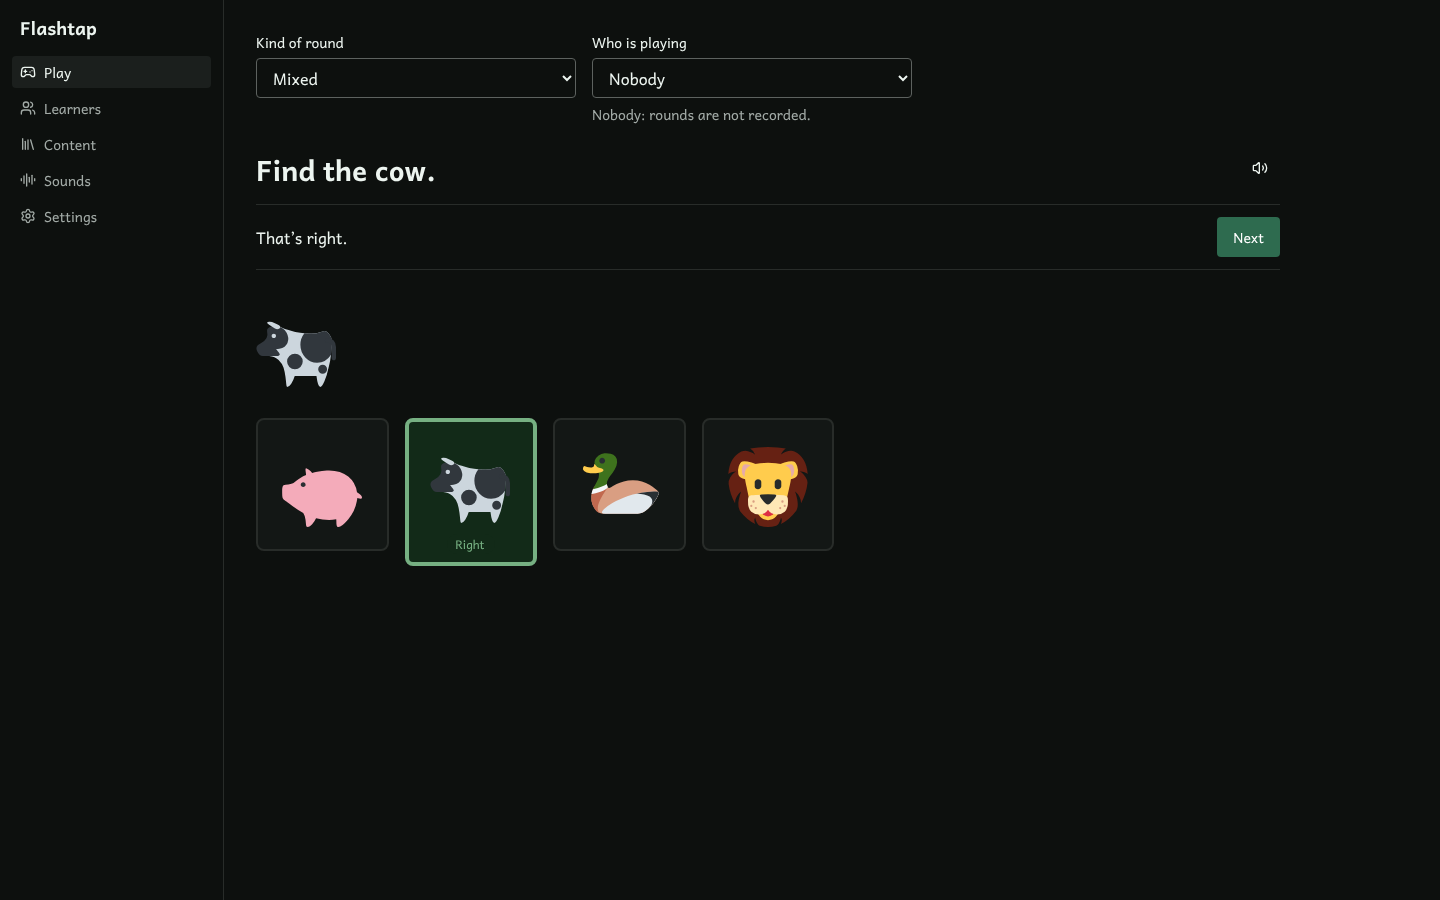 Flashtap
Play
Learners
Content
Sounds
Settings
Kind of round
Mixed
Who is playing
Nobody
Nobody: rounds are not recorded.
Find the cow.
That’s right.
Next
Right